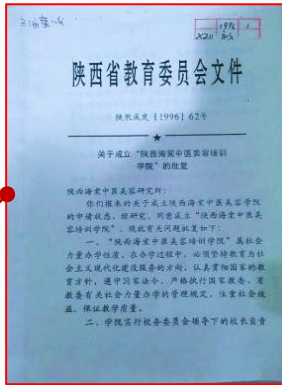 1996 1
陕西省教育委员会文件
陕教成发［1996］62号
关于成立“陕西海棠中医美容培训
学院”的批复
陕西海棠中医美容研究所：
你们报来的关于成立陕西海棠中医美容学院
的申请收悉，经研究，同意成立“陕西海棠中医美
容培训学院”，现就有关问题批复如下：
一、“陕西海棠中医美容培训学院”属社会
力量办学性质，在办学过程中，必须坚持教育为社
会主义现代化建设服务的方向，认真贯彻国家的教
育方针，遵守国家法令，严格执行国家教委、省
教委有关社会力量办学的管理规定，注重社会效
益，保证教学质量。
二、学院实行校务委员会领导下的校长负责